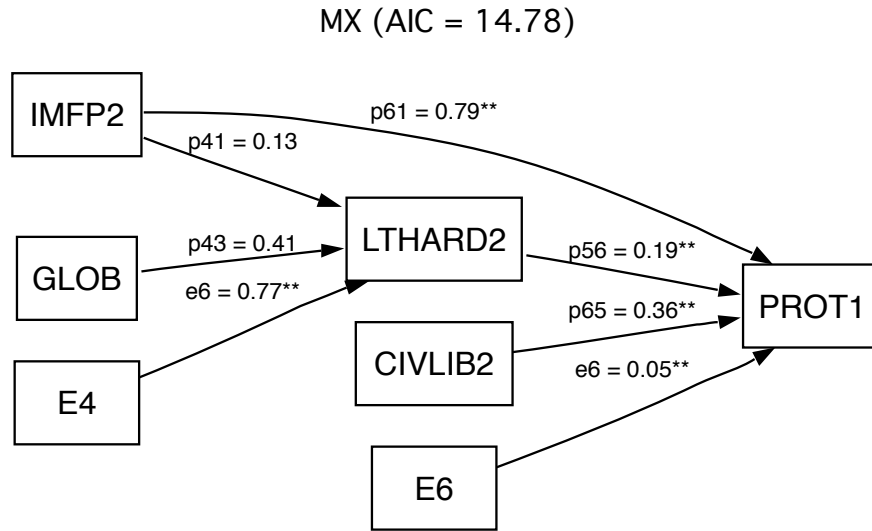 MX (AIC = 14.78)
IMFP2
p61 = 0.79**
p41 = 0.13
LTHARD2
GLOB
p43 = 0.41
p56 = 0.19**
e6 = 0.77**
PROT1
p65 = 0.36**
CIVLIB2
E4
e6 = 0.05**
E6